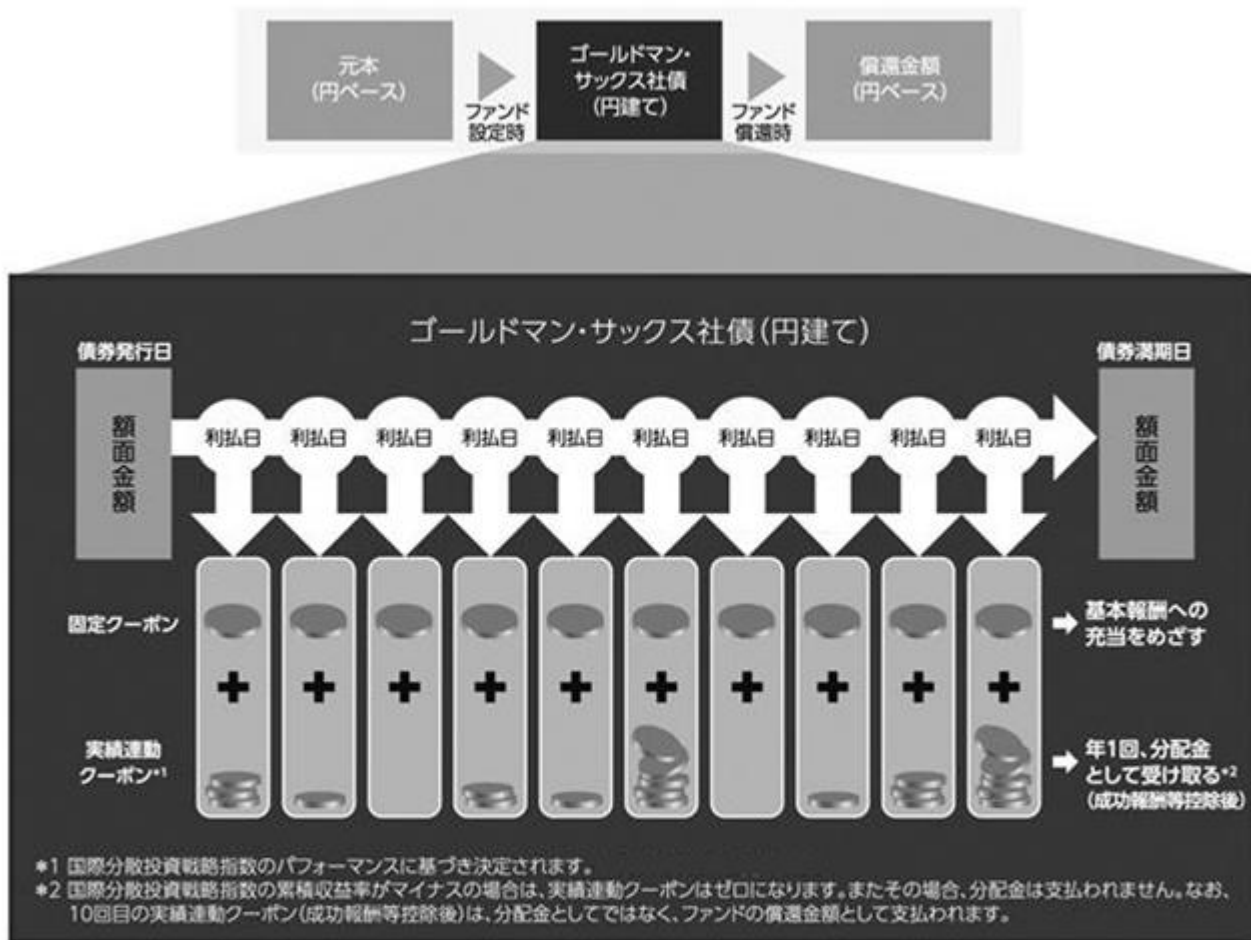 元本
(円ベース)
ファンド
設定時
ゴールドマン・
サックス社債
(円建て)
ファンド
償還時
償還金額
(円ベース)
ゴールドマン・サックス社債(円建て)
債券発行日
額面金額
利払日 利払日 利払日 利払日 利払日 利払日 利払日 利払日 利払日 利払日
債券満期日
額面金額
固定クーポン
+ + + + + + + + + +
基本報酬への
充当をめざす
実績連動
クーポン*1
年1回、分配金
として受け取る*2
(成功報酬等控除後)
*1 国際分散投資戦略指数のパフォーマンスに基づき決定されます。
*2 国際分散投資戦略指数の累積収益率がマイナスの場合は、実績連動クーポンはゼロになります。またその場合、分配金は支払われません。なお、
10回目の実績連動クーポン(成功報酬等控除後)は、分配金としてではなく、ファンドの償還金額として支払われます。